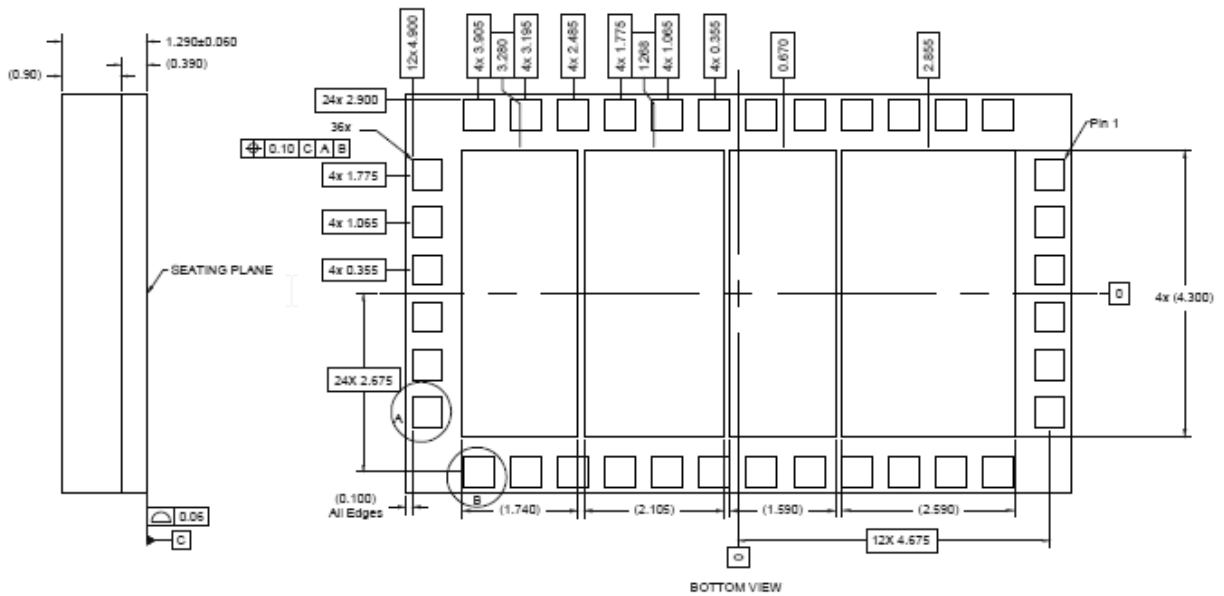 1.290±0.060
(0.390)
(0.90)
SEATING PLANE
0.05
C
12x 4.900
4x 3.905
3.280
4x 3.195
4x 2.485
4x 1.775
1268
4x 1.065
4x 0.355
0.670
2.855
24x 2.900
36x
0.10 C A B
4x 1.775
4x 1.065
4x 0.355
Pin 1
0
4x (4.300)
24X 2.675
A
B
(0.100)
All Edges
(1.740)
(2.105)
(1.590)
(2.590)
12X 4.675
0
BOTTOM VIEW